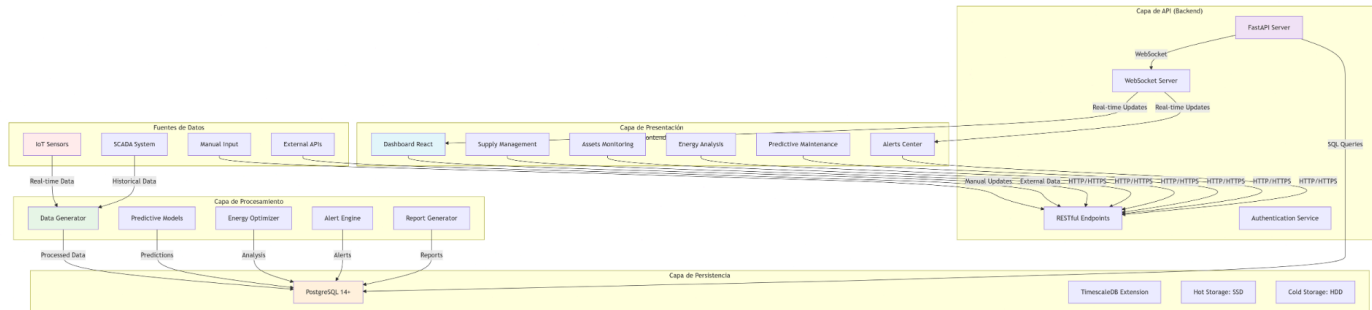 Capa de API (Backend)
FastAPI Server
WebSocket
WebSocket Server
Real-time Updates
Real-time Updates
Fuentes de Datos
IoT Sensors
SCADA System
Manual Input
External APIs
Capa de Presentación
Dashboard React
Supply Management
Assets Monitoring
Energy Analysis
Predictive Maintenance
Alerts Center
SQL Queries
Real-time Data
Historical Data
Manual Updates
External Data
HTTP/HTTPS
HTTP/HTTPS
HTTP/HTTPS
HTTP/HTTPS
HTTP/HTTPS
HTTP/HTTPS
Capa de Procesamiento
Data Generator
Predictive Models
Energy Optimizer
Alert Engine
Report Generator
RESTful Endpoints
Authentication Service
Processed Data
Predictions
Analysis
Alerts
Reports
Capa de Persistencia
PostgreSQL 14+
TimescaleDB Extension
Hot Storage: SSD
Cold Storage: HDD